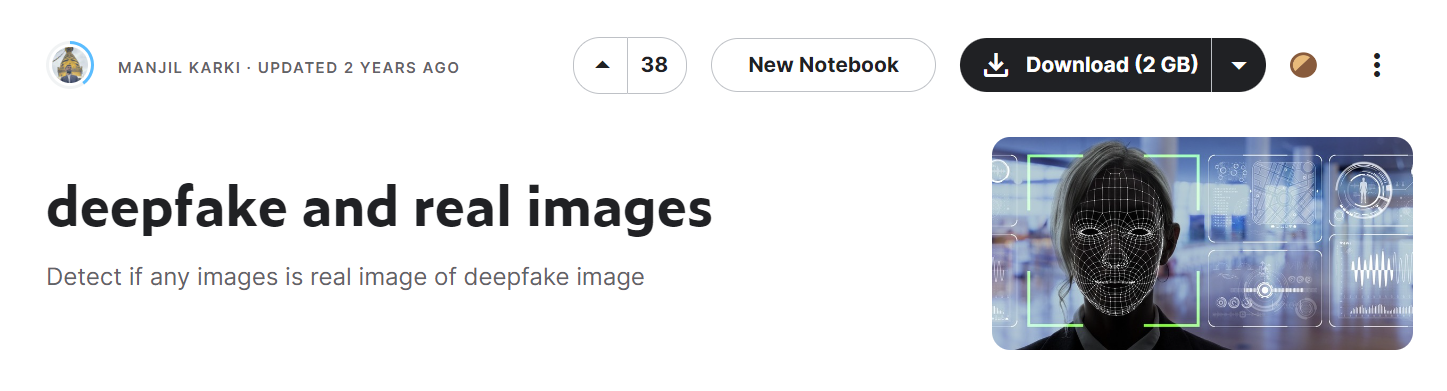 MANJIL KARKI · UPDATED 2 YEARS AGO
38
New Notebook
Download (2 GB)
deepfake and real images
Detect if any images is real image of deepfake image